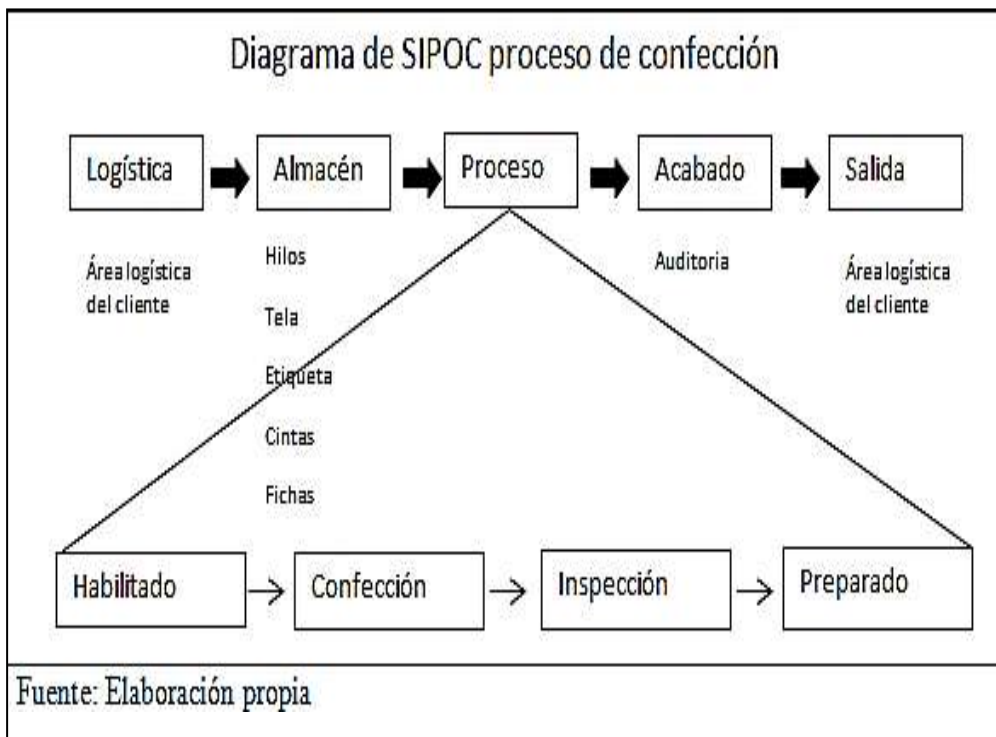 Diagrama de SIPOC proceso de confección
Logística
Almacén
Proceso
Acabado
Salida
Área logística
del cliente
Hilos
Tela
Etiqueta
Cintas
Fichas
Auditoria
Área logística
del cliente
Habilitado
Confección
Inspección
Preparado
Fuente: Elaboración propia